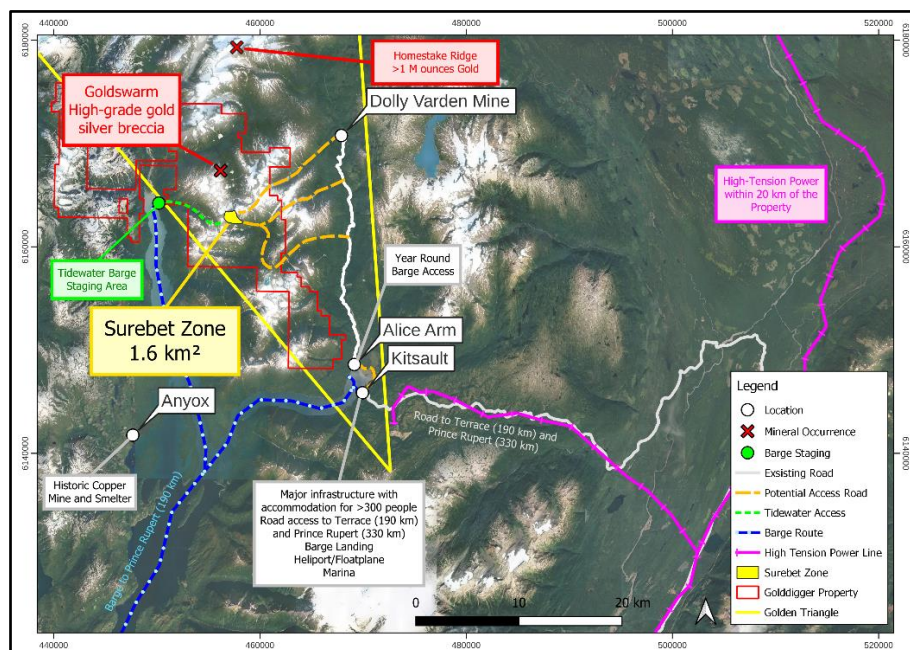 440000
460000
480000
500000
520000
6180000
6180000
Homestake Ridge
>1 M ounces Gold
Goldswarm
High-grade gold
silver breccia
Dolly Varden Mine
High-Tension Power
within 20 km of the
Property
6160000
6160000
Tidewater Barge
Staging Area
Year Round
Barge Access
Surebet Zone
1.6 km²
Alice Arm
Kitsault
Anyox
Historic Copper
Mine and Smelter
Road to Terrace (190 km) and
Prince Rupert (330 km)
6140000
6140000
Barge to Prince Rupert (190 km)
Major infrastructure with
accommodation for >300 people
Road access to Terrace (190 km)
and Prince Rupert (330 km)
Barge Landing
Heliport/Floatplane
Marina
0
10
20 km
Legend
Location
Mineral Occurrence
Barge Staging
Exsisting Road
Potential Access Road
Tidewater Access
Barge Route
High Tension Power Line
Surebet Zone
Golddigger Property
Golden Triangle
440000
460000
480000
500000
520000